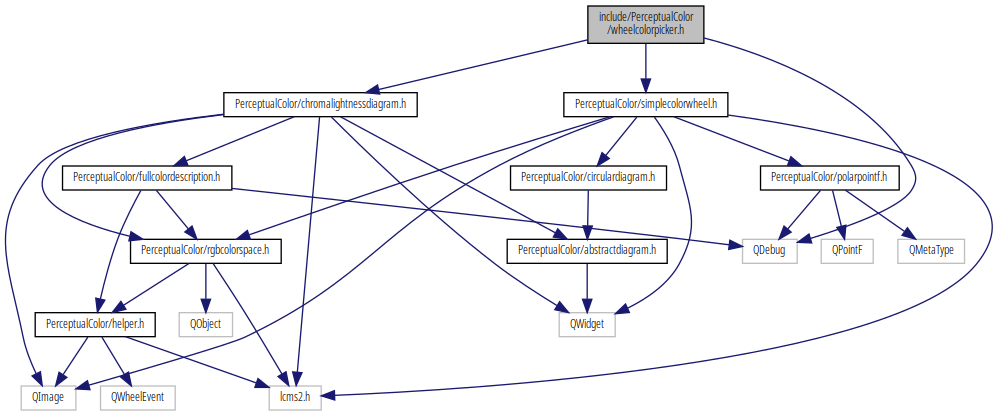 include/PerceptualColor
/wheelcolorpicker.h
PerceptualColor/chromalightnessdiagram.h
PerceptualColor/simplecolorwheel.h
PerceptualColor/fullcolordescription.h
PerceptualColor/circulardiagram.h
PerceptualColor/polarpointf.h
PerceptualColor/rgbcolorspace.h
PerceptualColor/abstractdiagram.h
QDebug
QPointF
QMetaType
PerceptualColor/helper.h
QObject
QWidget
QImage
QWheelEvent
lcms2.h